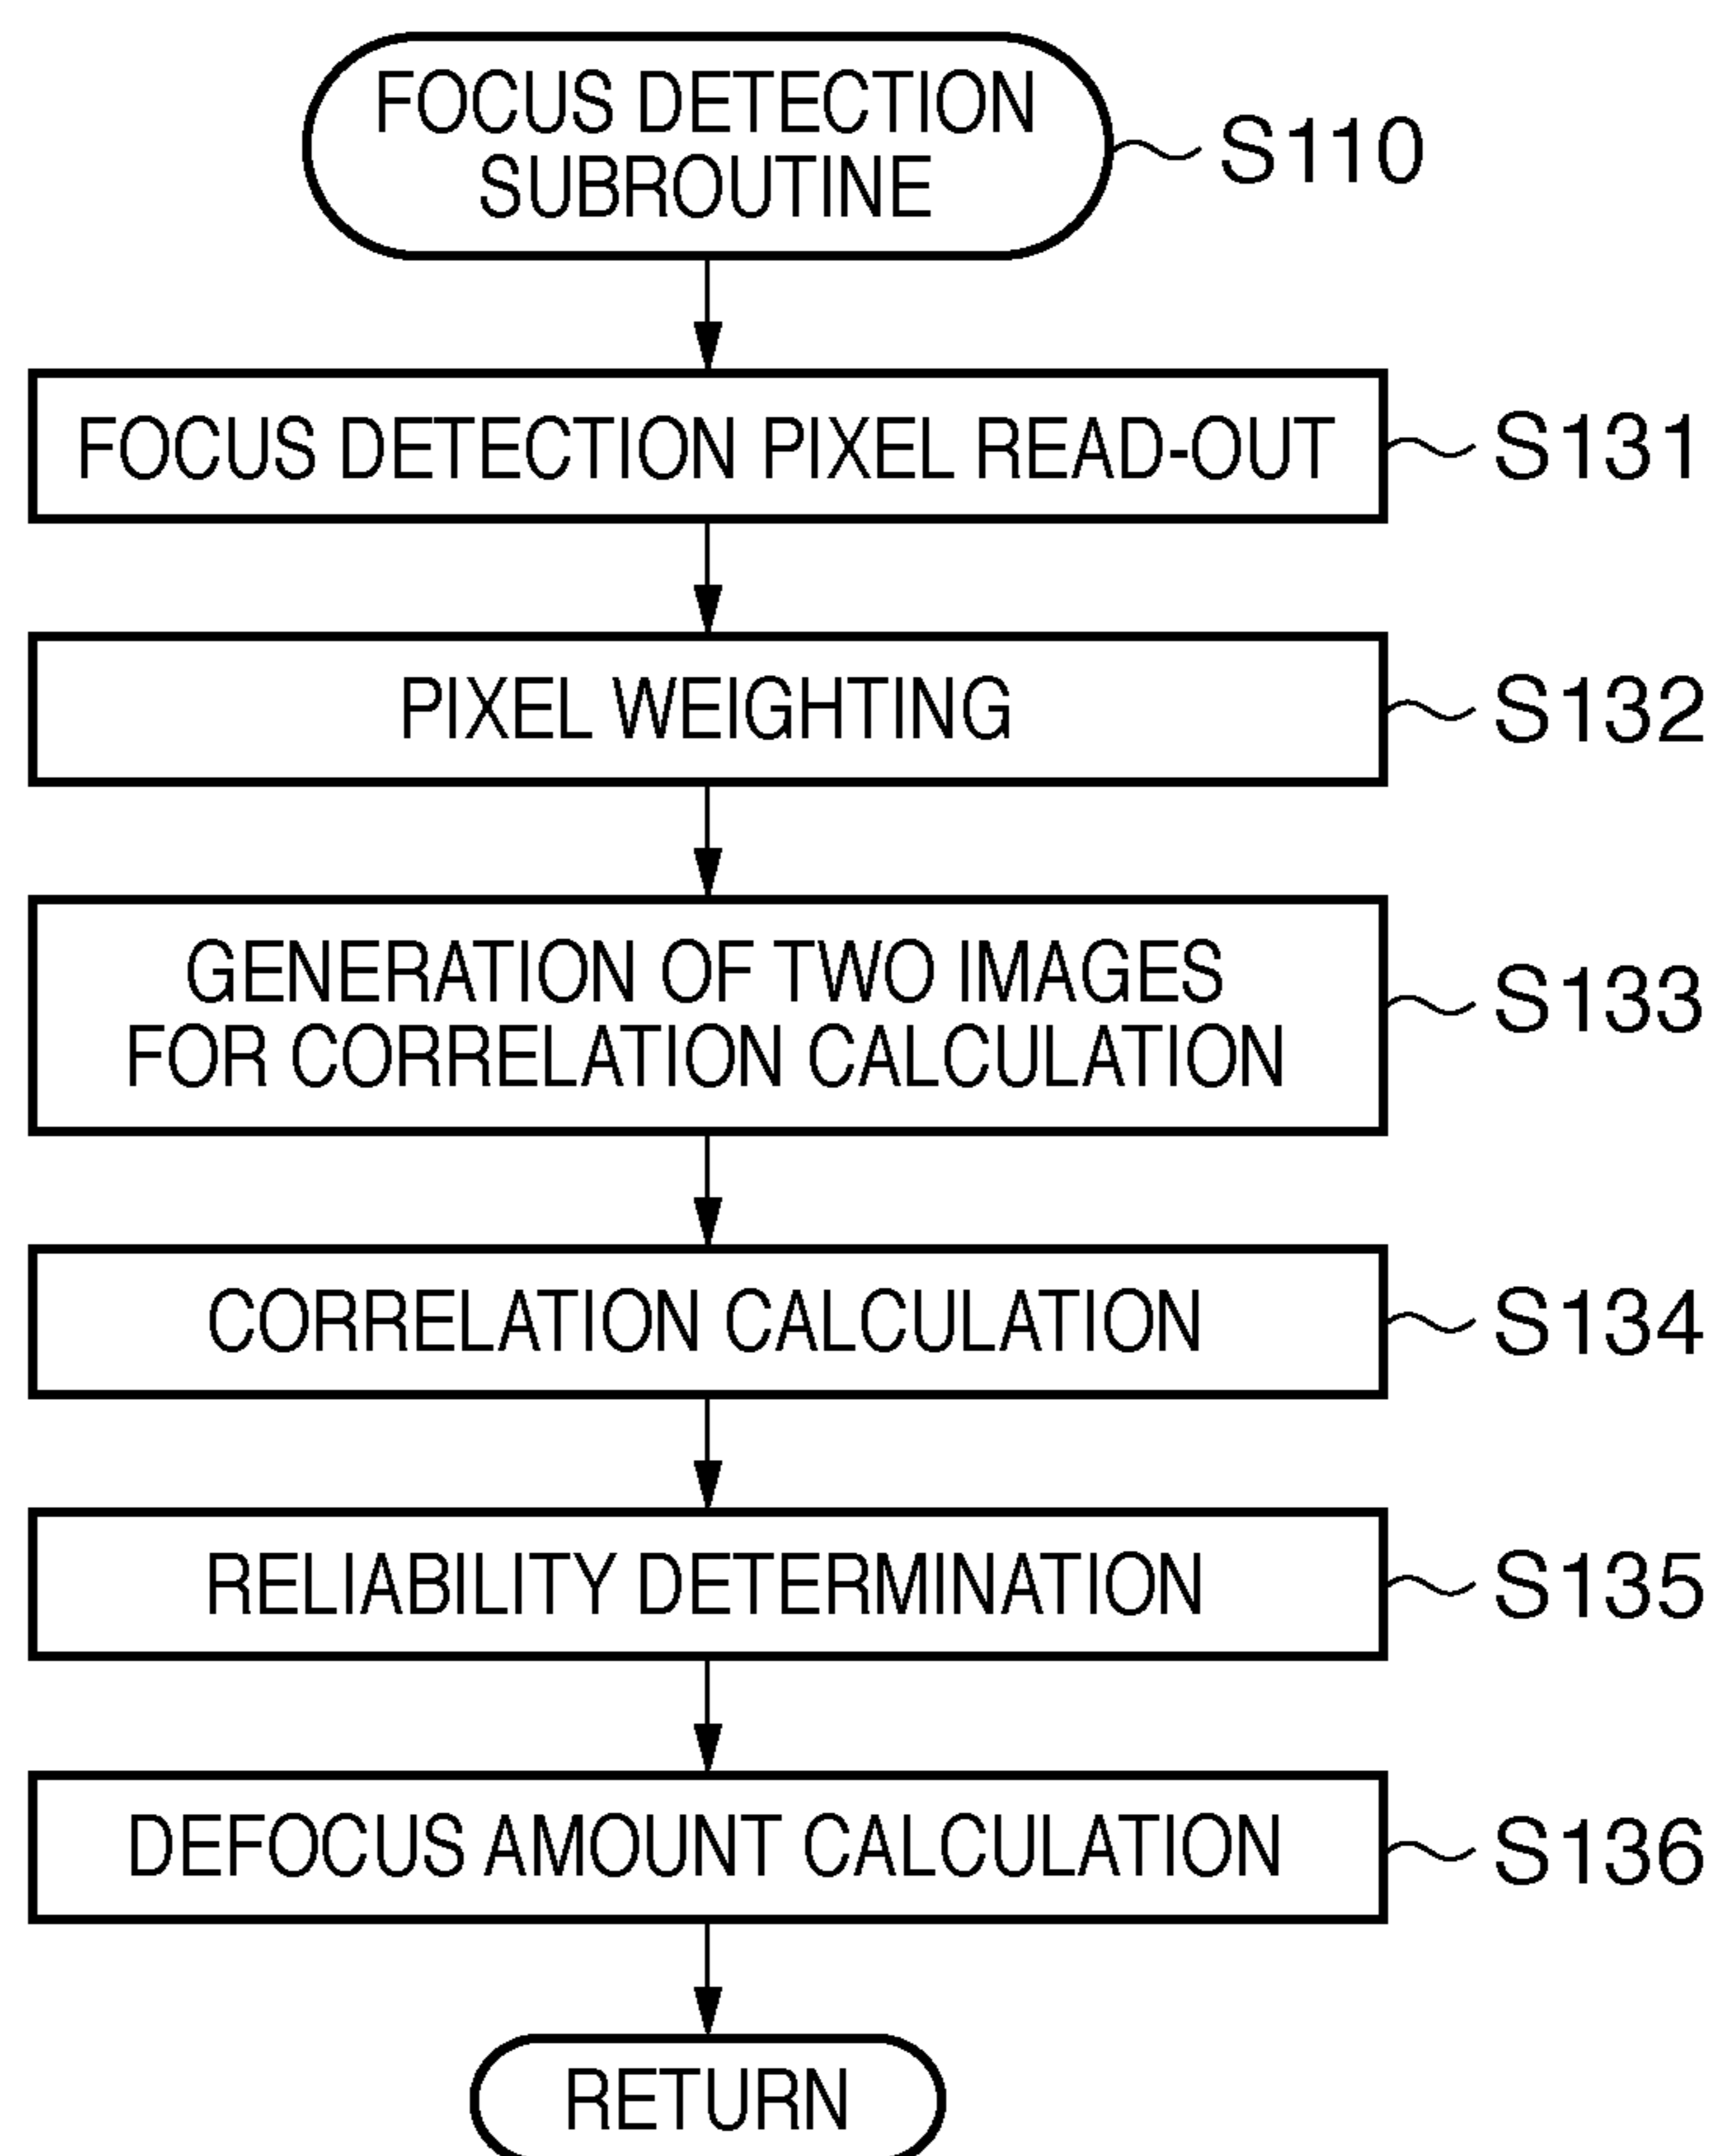 FOCUS DETECTION
SUBROUTINE
S110
FOCUS DETECTION PIXEL READ-OUT
S131
PIXEL WEIGHTING
S132
GENERATION OF TWO IMAGES
FOR CORRELATION CALCULATION
S133
CORRELATION CALCULATION
S134
RELIABILITY DETERMINATION
S135
DEFOCUS AMOUNT CALCULATION
S136
RETURN